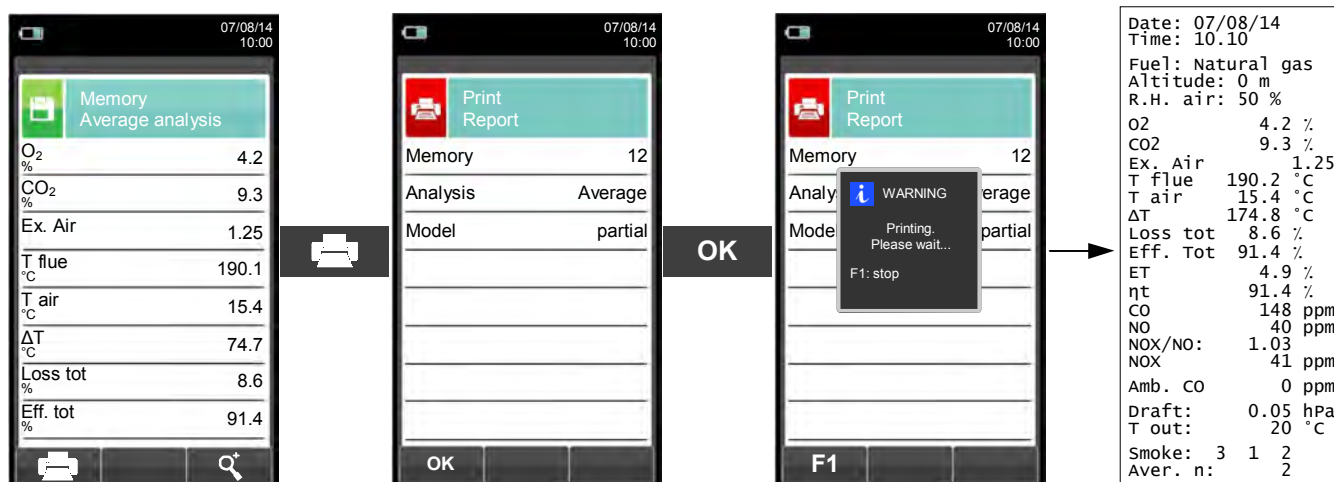 07/08/14
10:00
Memory
Average analysis
O2
% 4.2
CO2
% 9.3
Ex. Air 1.25
T flue
°C 190.1
T air
°C 15.4
ΔT
°C 74.7
Loss tot
% 8.6
Eff. tot
% 91.4
07/08/14
10:00
Print
Report
Memory 12
Analysis Average
Model partial
OK
OK
07/08/14
10:00
Print
Report
Memory 12
Analy erage
Mode partial
i WARNING
Printing.
Please wait...
F1: stop
F1
Date: 07/08/14
Time: 10.10
Fuel: Natural gas
Altitude: 0 m
R.H. air: 50 %
O2 4.2 %
CO2 9.3 %
Ex. Air 1.25
T flue 190.2 °C
T air 15.4 °C
ΔT 174.8 °C
Loss tot 8.6 %
Eff. Tot 91.4 %
ET 4.9 %
ηt 91.4 %
CO 148 ppm
NO 40 ppm
NOX/NO: 1.03
NOX 41 ppm
Amb. CO 0 ppm
Draft: 0.05 hPa
T out: 20 °C
Smoke: 3 1 2
Aver. n: 2